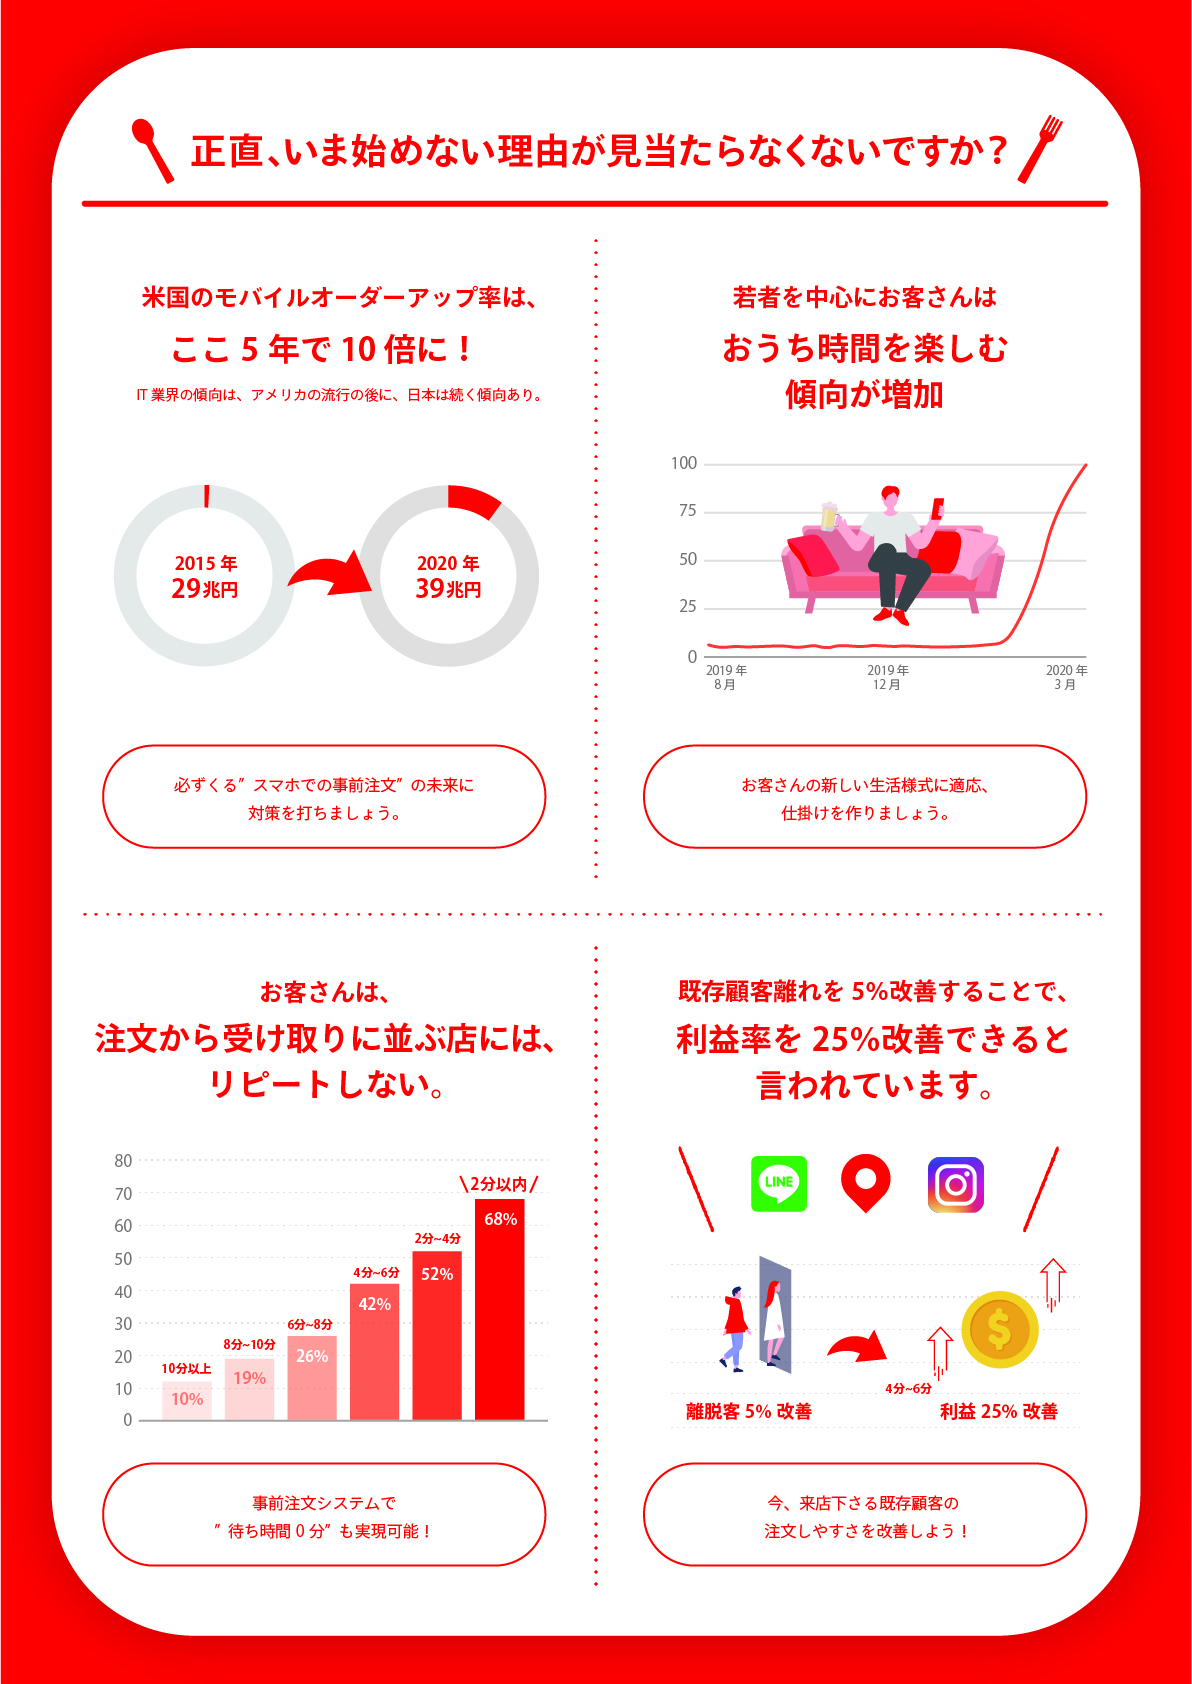 正直、いま始めない理由が見当たらなくないですか？
米国のモバイルオーダーアップ率は、
ここ 5 年で 10 倍に！
IT 業界の傾向は、アメリカの流行の後に、日本は続く傾向あり。
2015 年
29兆円
2020 年
39兆円
必ずくる”スマホでの事前注文”の未来に
対策を打ちましょう。
若者を中心にお客さんは
おうち時間を楽しむ
傾向が増加
100
75
50
25
0
2019 年
8 月
2019 年
12 月
2020 年
3 月
お客さんの新しい生活様式に適応、
仕掛けを作りましょう。
お客さんは、
注文から受け取りに並ぶ店には、
リピートしない。
80
70
60
50
40
30
20
10
0
10分以上
10%
8分~10分
19%
6分~8分
26%
4分~6分
42%
2分~4分
52%
\2分以内/
68%
事前注文システムで
”待ち時間 0 分”も実現可能！
既存顧客離れを 5%改善することで、
利益率を 25%改善できると
言われています。
LINE
$
4分~6分
離脱客 5% 改善
利益 25% 改善
今、来店下さる既存顧客の
注文しやすさを改善しよう！